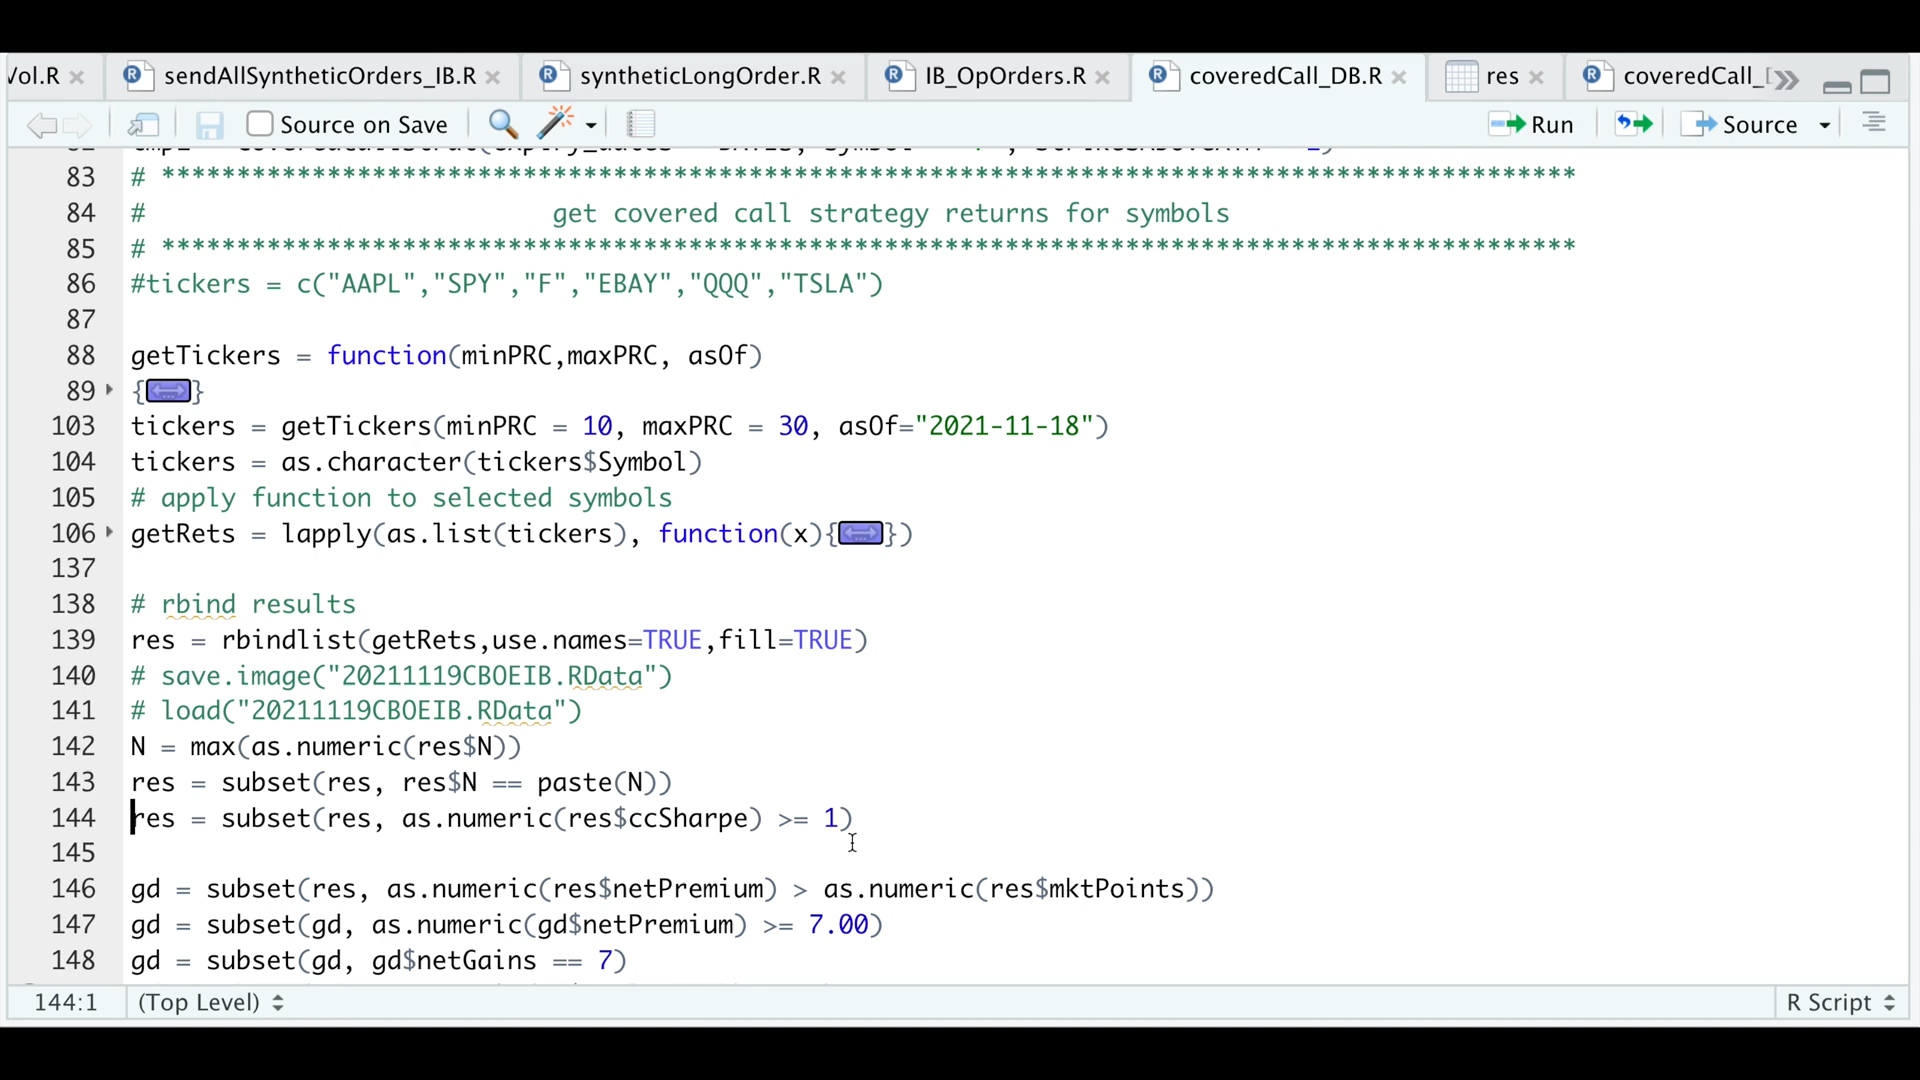 Vol.R
sendAllSyntheticOrders_IB.R
syntheticLongOrder.R
IB_OpOrders.R
coveredCall_DB.R
res
coveredCall_
Source on Save
Run
Source
83 # **********************************************************************************************
84 # get covered call strategy returns for symbols
85 # **********************************************************************************************
86 #tickers = c("AAPL","SPY","F","EBAY","QQQ","TSLA")
87
88 getTickers = function(minPRC,maxPRC, asOf)
89 {}
103 tickers = getTickers(minPRC = 10, maxPRC = 30, asOf="2021-11-18")
104 tickers = as.character(tickers$Symbol)
105 # apply function to selected symbols
106 getRets = lapply(as.list(tickers), function(x){})
137
138 # rbind results
139 res = rbindlist(getRets,use.names=TRUE,fill=TRUE)
140 # save.image("20211119CBOEIB.RData")
141 # load("20211119CBOEIB.RData")
142 N = max(as.numeric(res$N))
143 res = subset(res, res$N == paste(N))
144 res = subset(res, as.numeric(res$ccSharpe) >= 1)
145
146 gd = subset(res, as.numeric(res$netPremium) > as.numeric(res$mktPoints))
147 gd = subset(gd, as.numeric(gd$netPremium) >= 7.00)
148 gd = subset(gd, gd$netGains == 7)
144:1 (Top Level) R Script